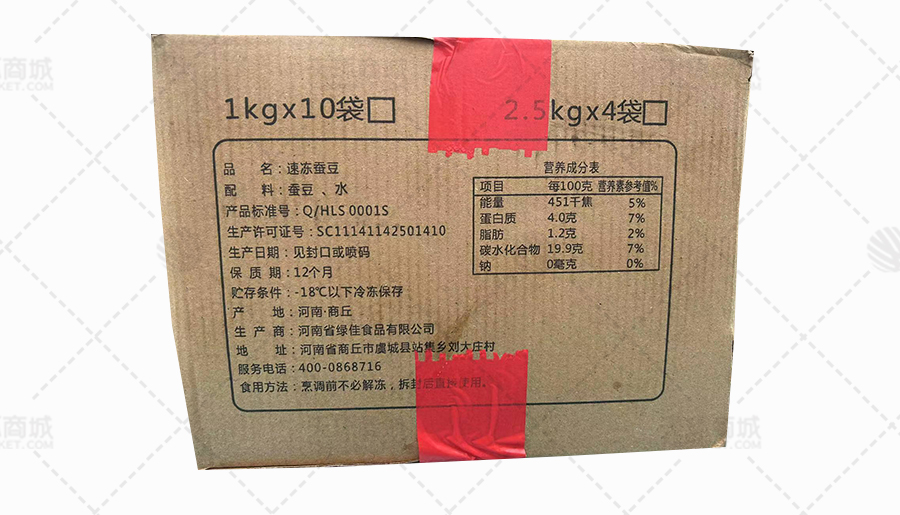 1kgx10袋□ 2.5kgx4袋□
品 名：速冻蚕豆
配 料：蚕豆 、水
产品标准号：Q/HLS 0001S
生产许可证号：SC11141142501410
生产日期：见封口或喷码
保 质 期：12个月
贮存条件：-18℃以下冷冻保存
产 地：河南·商丘
生 产 商：河南省绿佳食品有限公司
地 址：河南省商丘市虞城县站集乡刘大庄村
服务电话：400-0868716
食用方法：烹调前不必解冻，拆封后直接使用。
营养成分表
项目 每100克 营养素参考值%
能量 451千焦 5%
蛋白质 4.0克 7%
脂肪 1.2克 2%
碳水化合物 19.9克 7%
钠 0毫克 0%
商城
KET.COM
商城
KET.COM